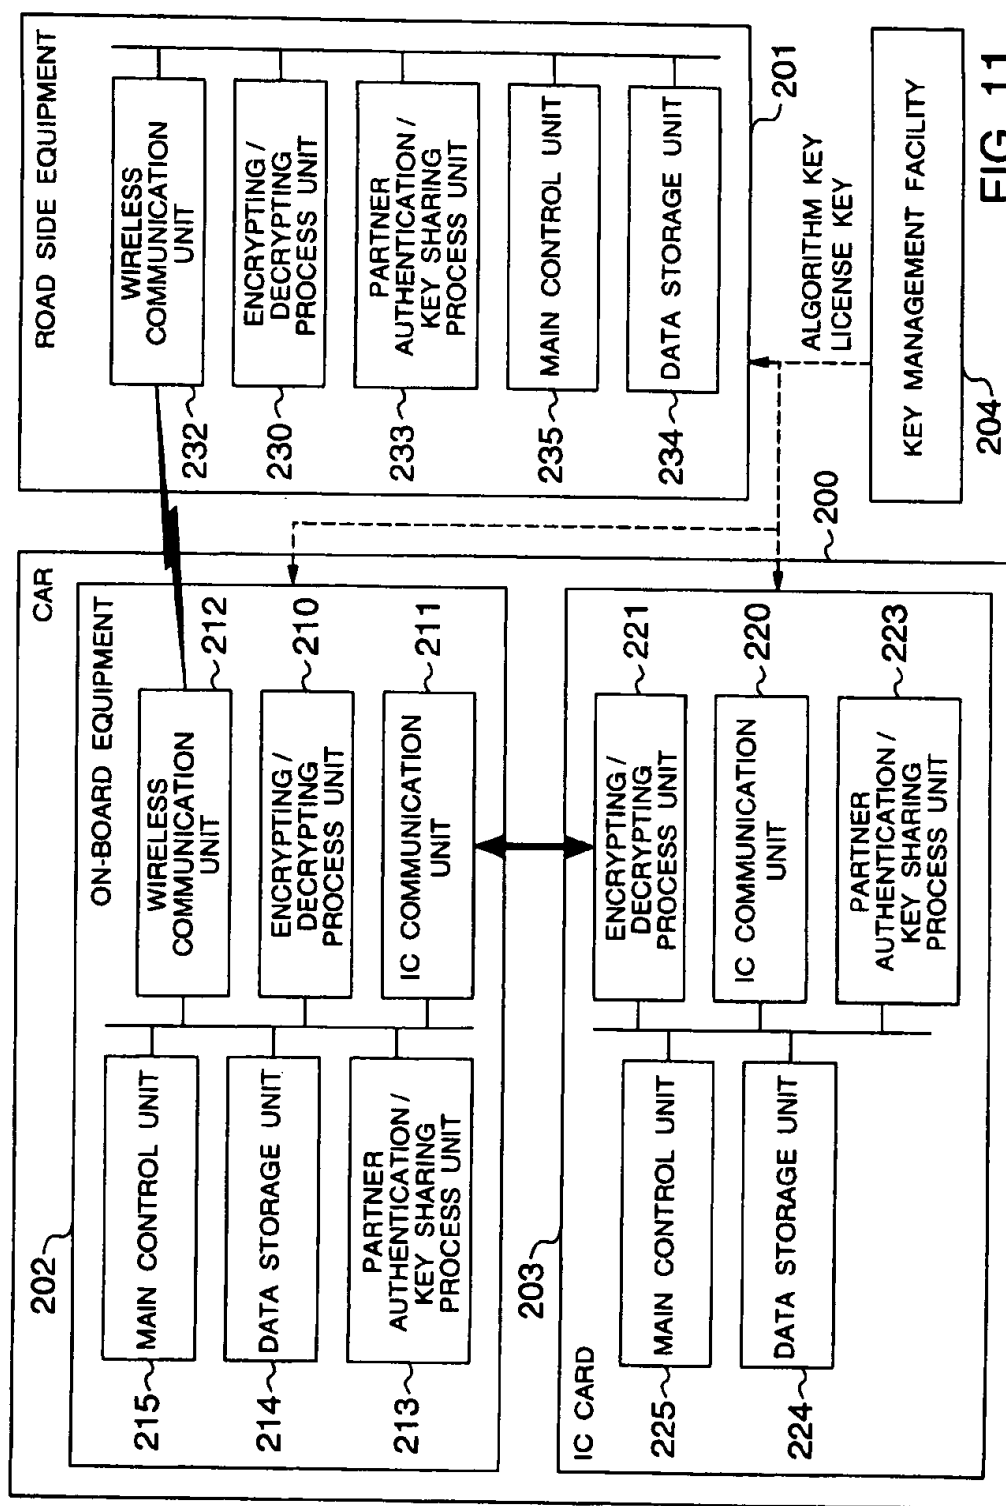 CAR
ON-BOARD EQUIPMENT
202
215
MAIN CONTROL UNIT
214
DATA STORAGE UNIT
213
PARTNER
AUTHENTICATION /
KEY SHARING
PROCESS UNIT
WIRELESS
COMMUNICATION
UNIT
212
ENCRYPTING /
DECRYPTING
PROCESS UNIT
210
IC COMMUNICATION
UNIT
211
203
IC CARD
225
MAIN CONTROL UNIT
224
DATA STORAGE UNIT
ENCRYPTING /
DECRYPTING
PROCESS UNIT
221
IC COMMUNICATION
UNIT
220
PARTNER
AUTHENTICATION /
KEY SHARING
PROCESS UNIT
223
200
ROAD SIDE EQUIPMENT
WIRELESS
COMMUNICATION
UNIT
232
ENCRYPTING /
DECRYPTING
PROCESS UNIT
230
PARTNER
AUTHENTICATION /
KEY SHARING
PROCESS UNIT
233
MAIN CONTROL UNIT
235
DATA STORAGE UNIT
234
201
ALGORITHM KEY
LICENSE KEY
KEY MANAGEMENT FACILITY
204
FIG. 11